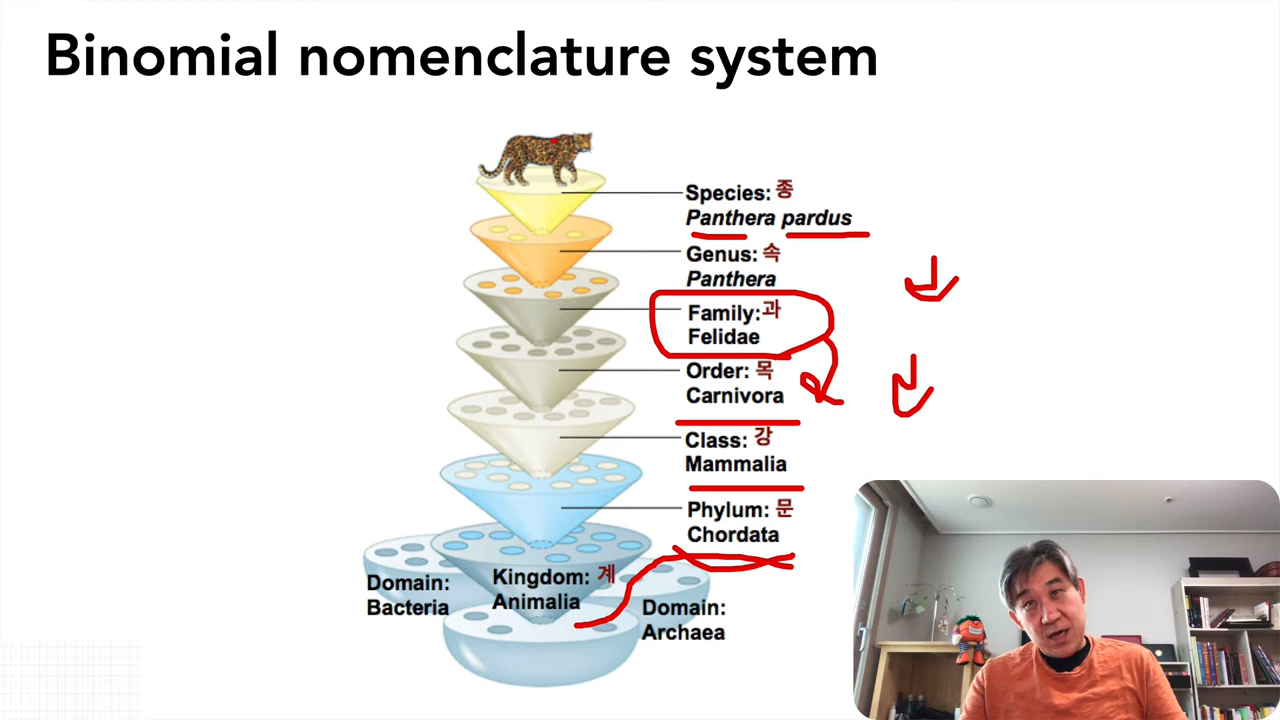 Binomial nomenclature system
Species: 종
Panthera pardus
Genus: 속
Panthera
Family:과
Felidae
Order: 목
Carnivora
Class: 강
Mammalia
Phylum: 문
Chordata
Kingdom: 계
Animalia
Domain:
Bacteria
Domain:
Archaea